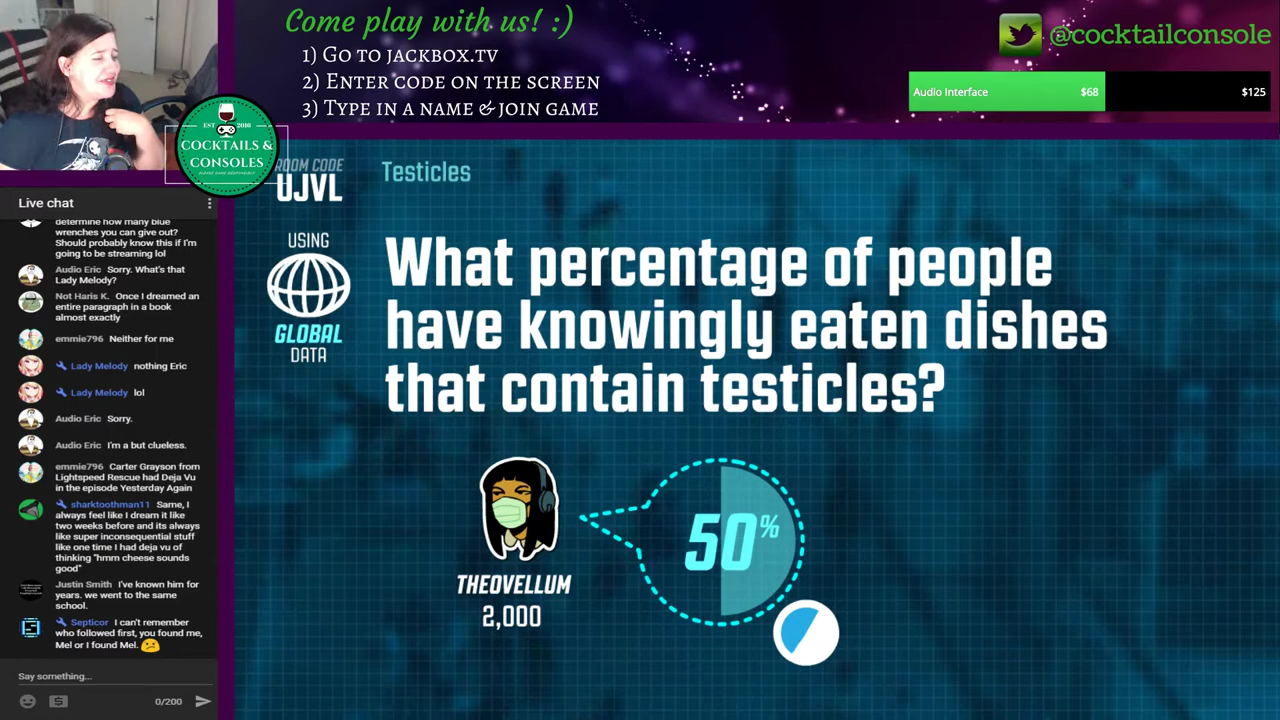 Come play with us! :)
1) Go to jackbox.tv
2) Enter code on the screen
3) Type in a name & join game
@cocktailconsole
Audio Interface $68 $125
EST 2016
COCKTAILS &
CONSOLES
PLEASE GAME RESPONSIBLY
ROOM CODE
UJVL
USING
GLOBAL
DATA
Testicles
What percentage of people
have knowingly eaten dishes
that contain testicles?
50%
THEOVELLUM
2,000
Live chat
determine how many blue
wrenches you can give out?
Should probably know this if I'm
going to be streaming lol
Audio Eric Sorry. What's that
Lady Melody?
Not Haris K. Once I dreamed an
entire paragraph in a book
almost exactly
emmie796 Neither for me
Lady Melody nothing Eric
Lady Melody lol
Audio Eric Sorry.
Audio Eric I'm a but clueless.
emmie796 Carter Grayson from
Lightspeed Rescue had Deja Vu
in the episode Yesterday Again
sharktoothman11 Same, I
always feel like I dream it like
two weeks before and its always
like super inconsequential stuff
like one time I had deja vu of
thinking "hmm cheese sounds
good"
Justin Smith I've known him for
years. we went to the same
school.
Septicor I can't remember
who followed first, you found me,
Mel or I found Mel.
Say something...
0/200